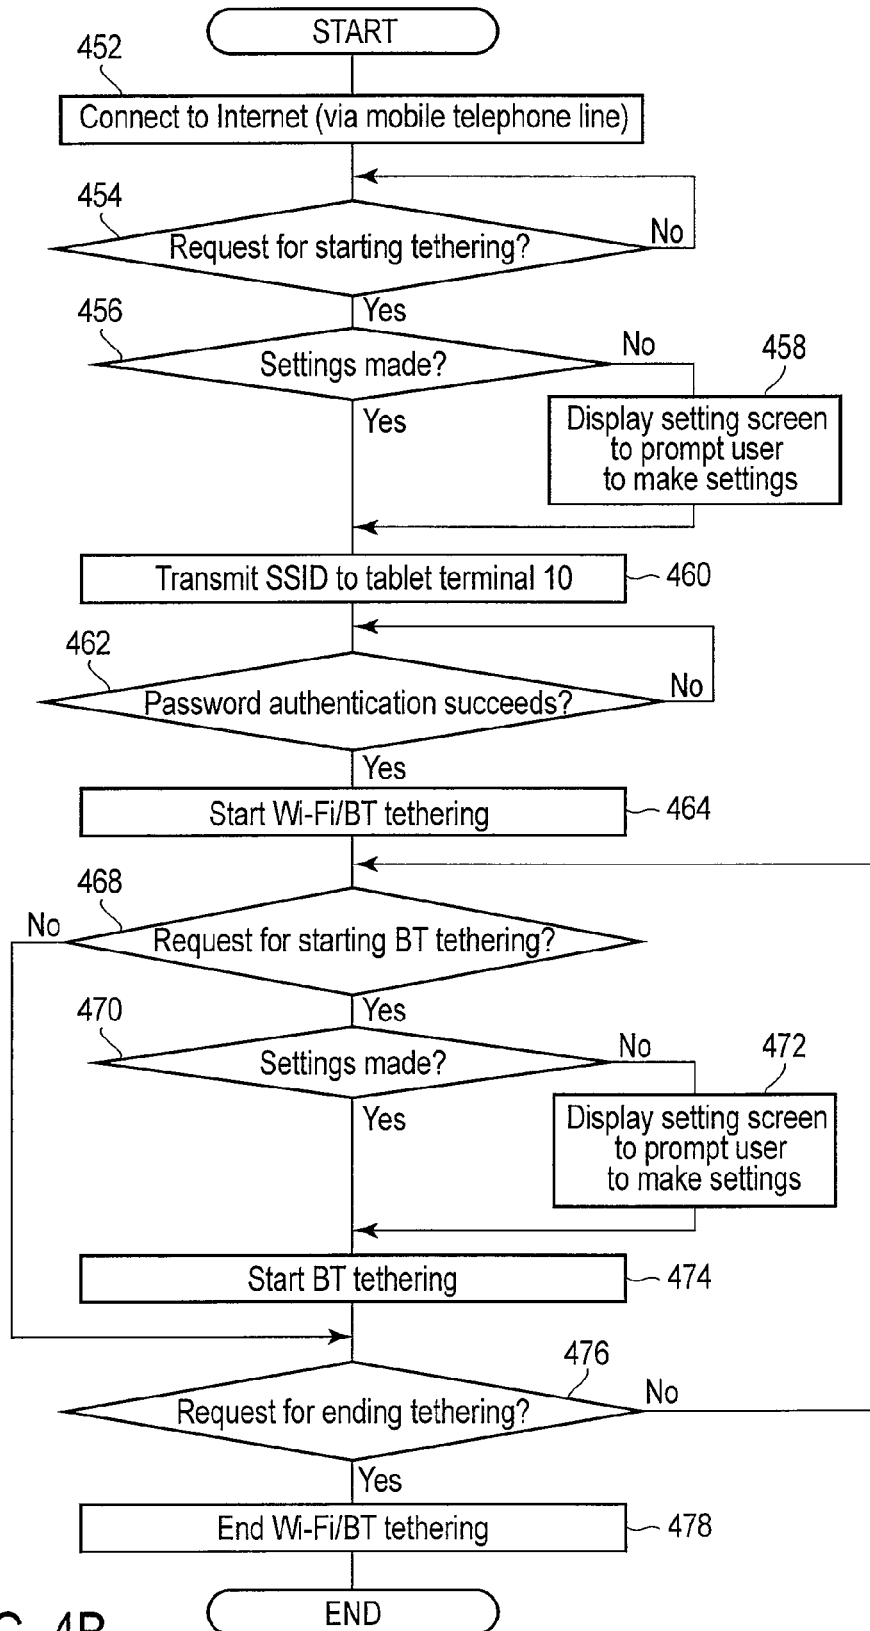 START
452
Connect to Internet (via mobile telephone line)
454
Request for starting tethering?
No
Yes
456
Settings made?
No
458
Yes
Display setting screen
to prompt user
to make settings
Transmit SSID to tablet terminal 10
460
462
Password authentication succeeds?
No
Yes
Start Wi-Fi/BT tethering
464
468
No
Request for starting BT tethering?
Yes
470
Settings made?
No
472
Yes
Display setting screen
to prompt user
to make settings
Start BT tethering
474
476
Request for ending tethering?
No
Yes
End Wi-Fi/BT tethering
478
END
4B